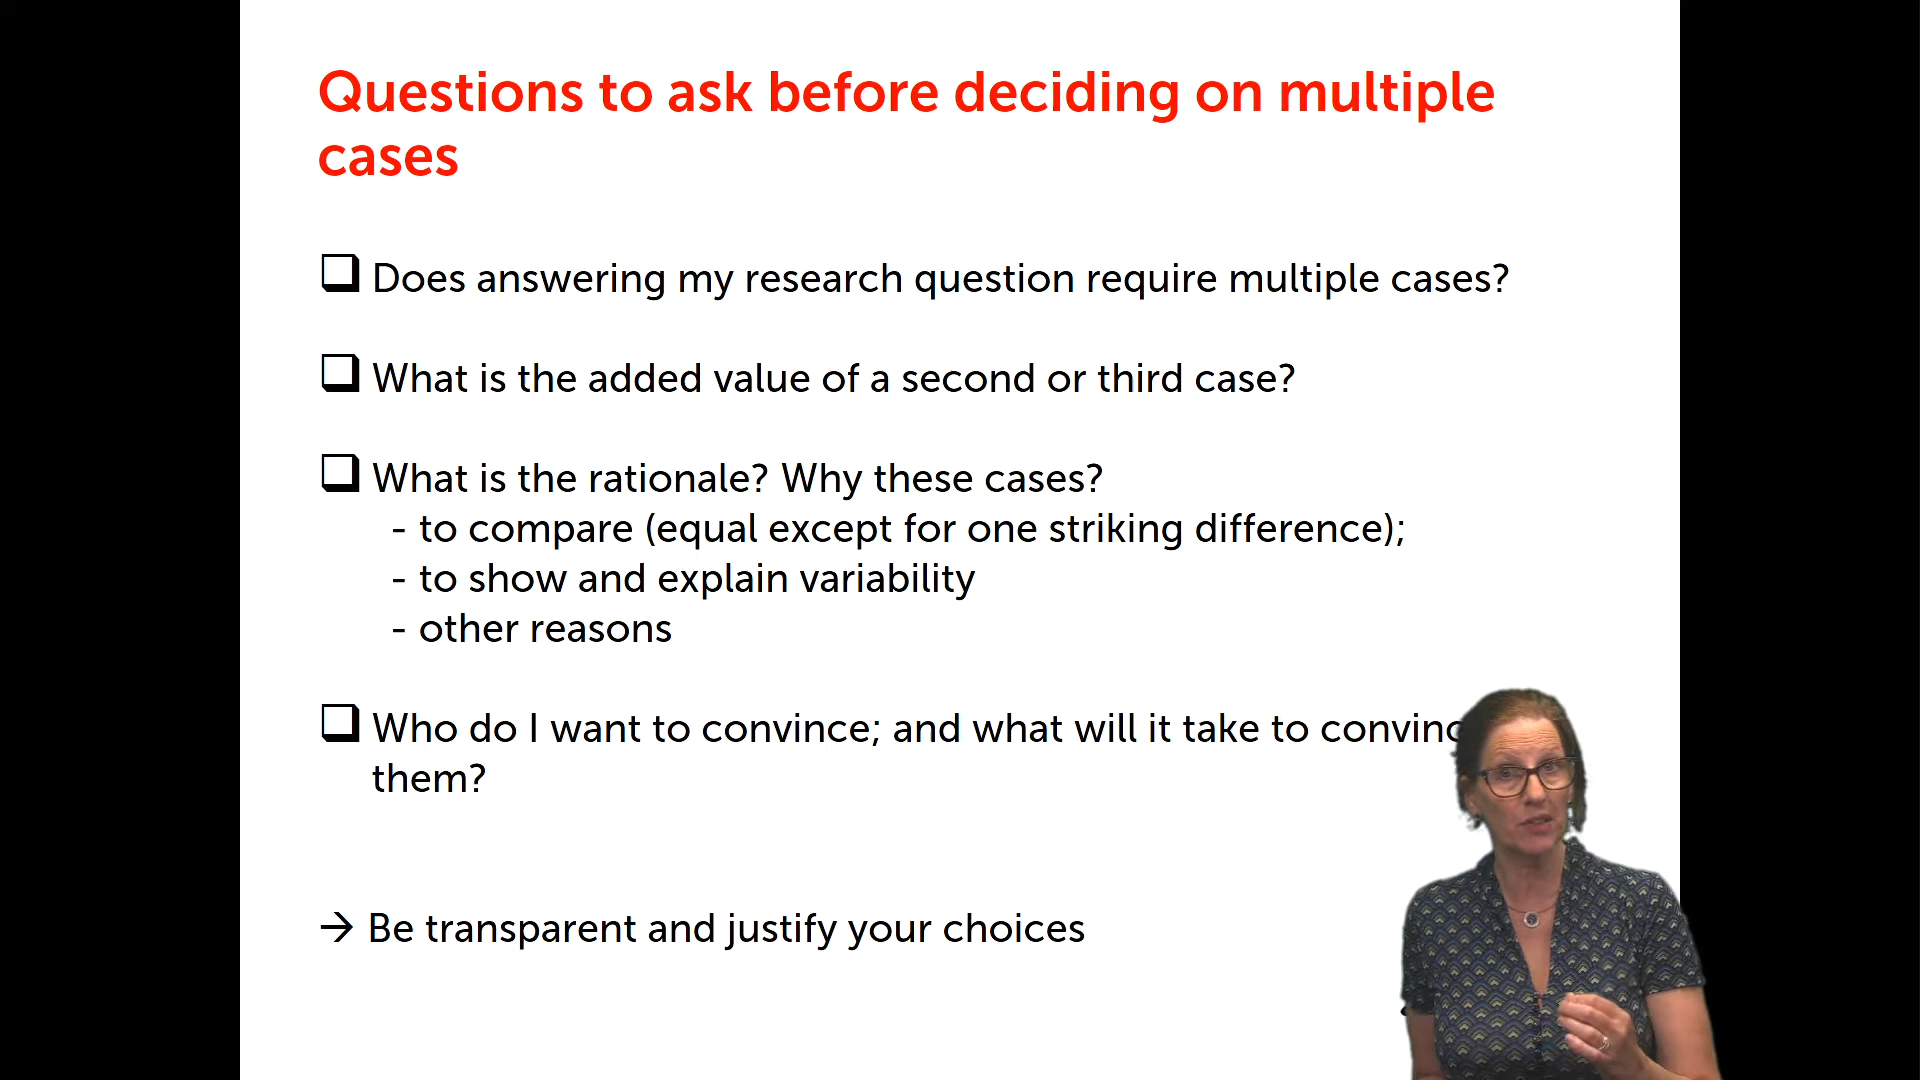 Questions to ask before deciding on multiple
cases
Does answering my research question require multiple cases?
What is the added value of a second or third case?
What is the rationale? Why these cases?
- to compare (equal except for one striking difference);
- to show and explain variability
- other reasons
Who do I want to convince; and what will it take to
them?
→ Be transparent and justify your choices